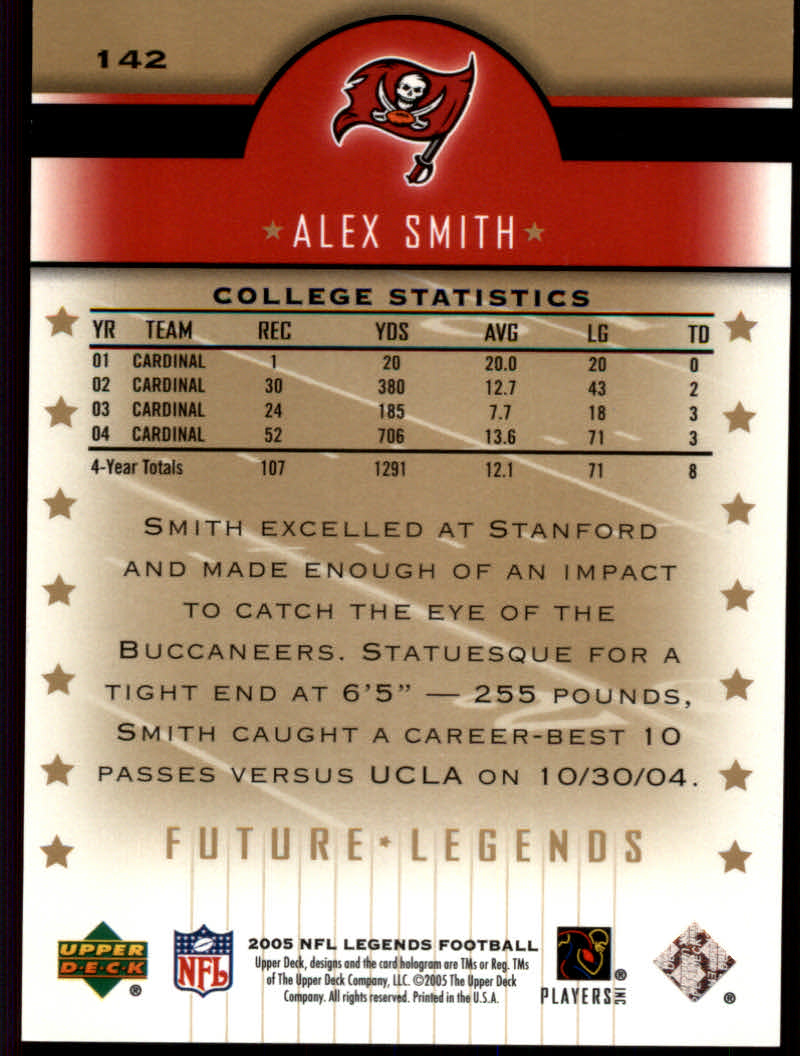 142
ALEX SMITH
COLLEGE STATISTICS
YR TEAM REC YDS AVG LG TD
01 CARDINAL 1 20 20.0 20 0
02 CARDINAL 30 380 12.7 43 2
03 CARDINAL 24 185 7.7 18 3
04 CARDINAL 52 706 13.6 71 3
4-Year Totals 107 1291 12.1 71 8
SMITH EXCELLED AT STANFORD
AND MADE ENOUGH OF AN IMPACT
TO CATCH THE EYE OF THE
BUCCANEERS. STATUESQUE FOR A
TIGHT END AT 6'5" — 255 POUNDS,
SMITH CAUGHT A CAREER-BEST 10
PASSES VERSUS UCLA ON 10/30/04.
FUTURE★LEGENDS
UPPER
D·E·C·K
®
NFL
2005 NFL LEGENDS FOOTBALL
Upper Deck, designs and the card hologram are TMs or Reg. TMs
of The Upper Deck Company, LLC. ©2005 The Upper Deck
Company. All rights reserved. Printed in the U.S.A.
PLAYERS INC ®
®